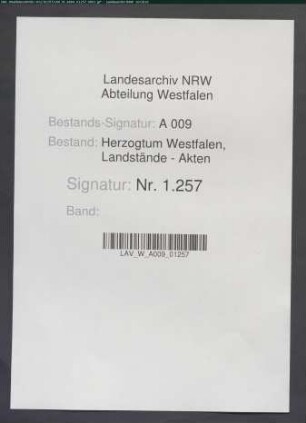 Landesarchiv NRW
Abteilung Westfalen
Bestands-Signatur: A 009
Bestand: Herzogtum Westfalen,
Landstände - Akten
Signatur: Nr. 1.257
Band:
LAV_W_A009_01257